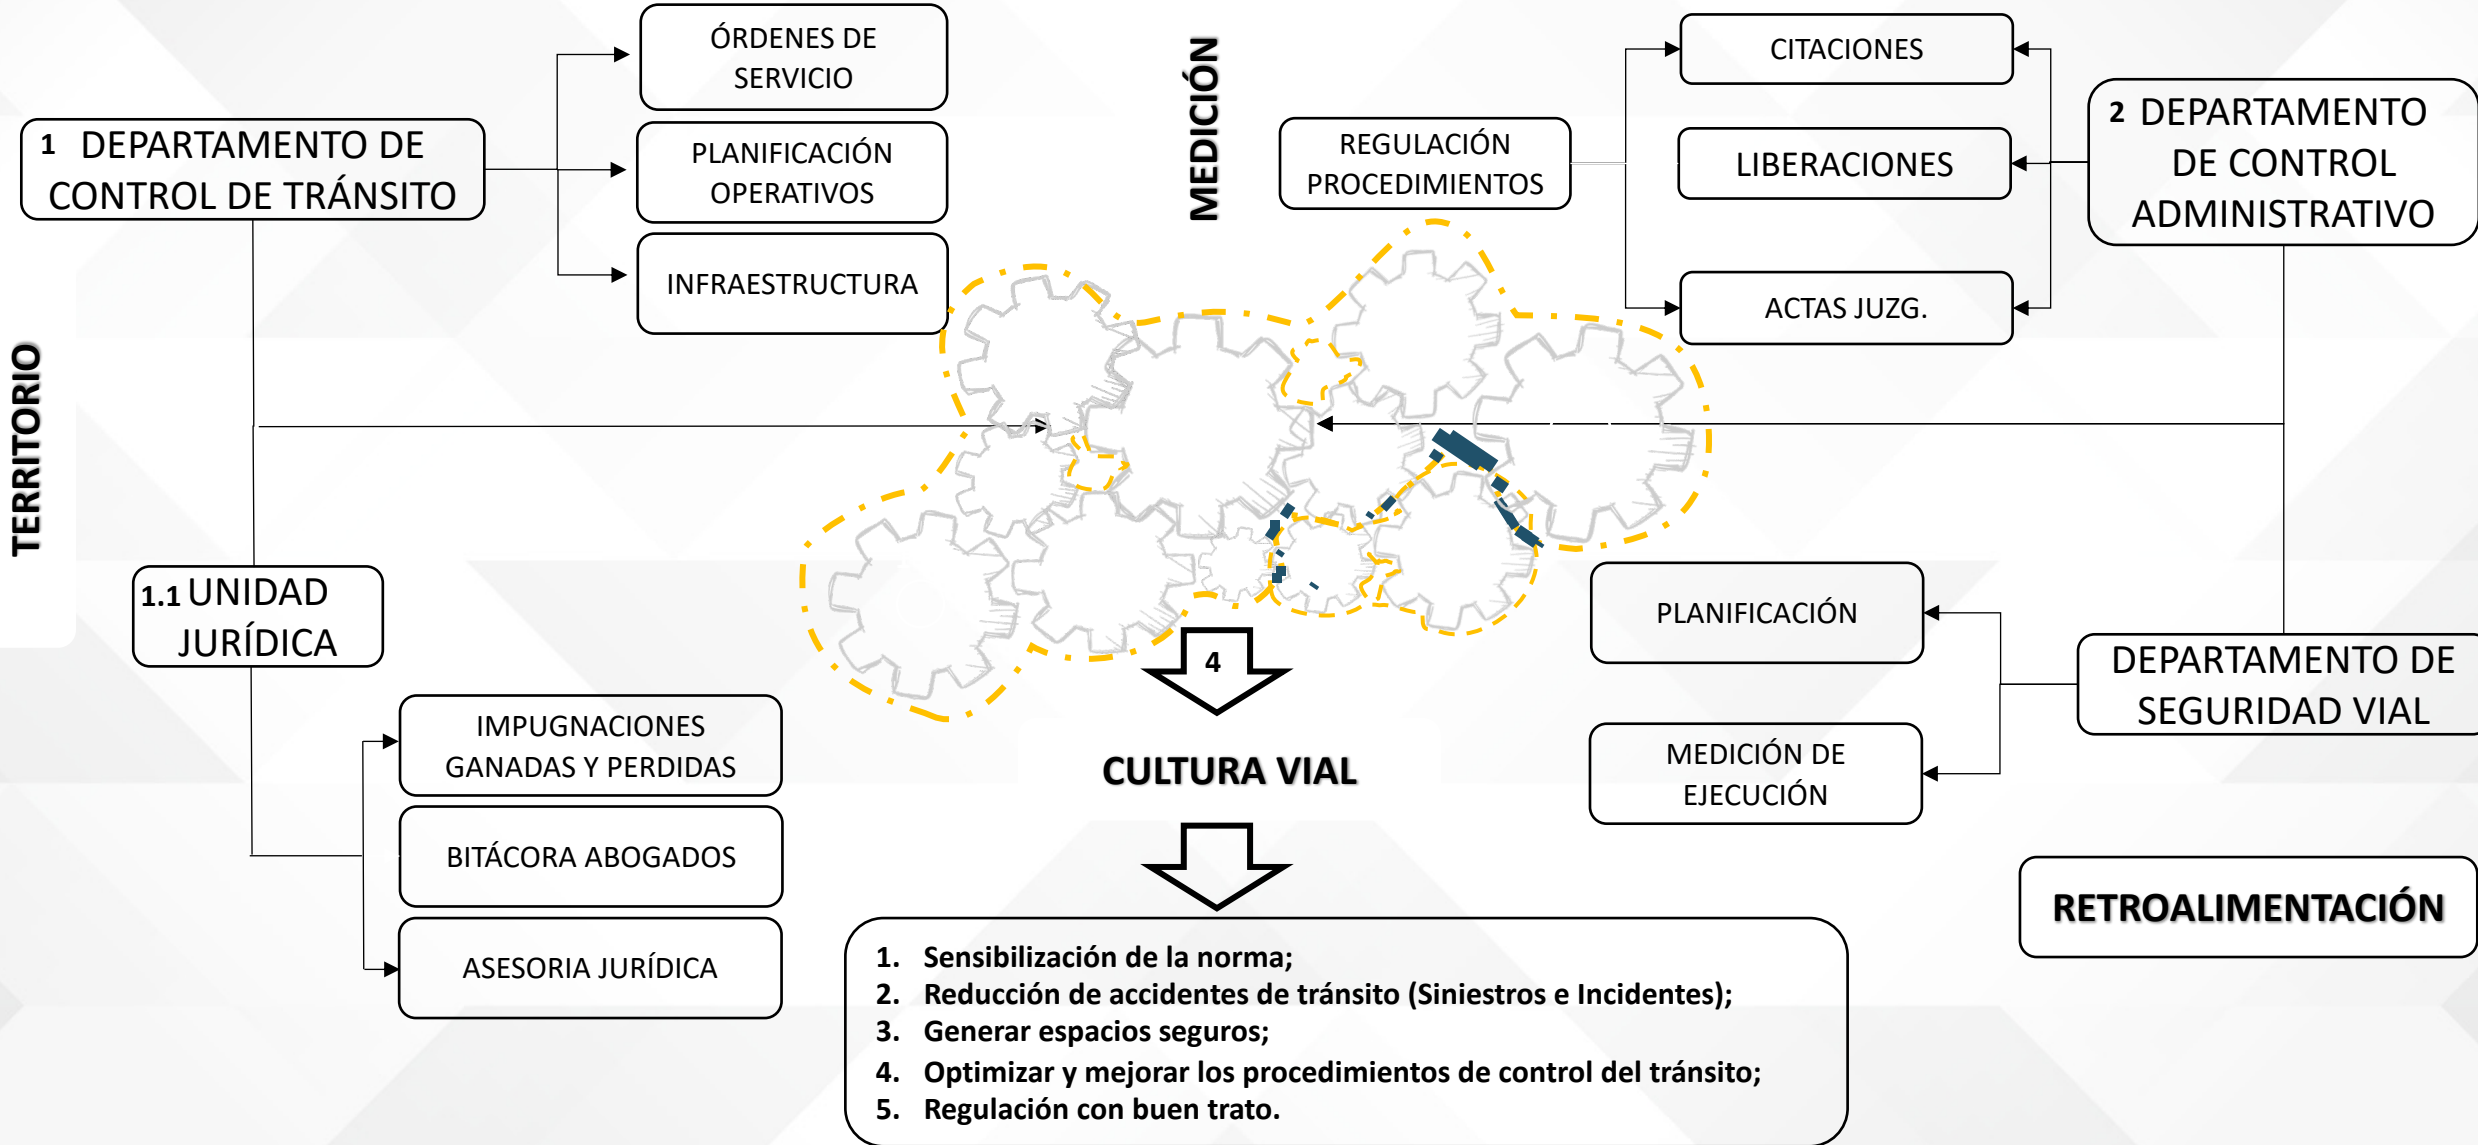 ÓRDENES DE
SERVICIO
1 DEPARTAMENTO DE
CONTROL DE TRÁNSITO
PLANIFICACIÓN
OPERATIVOS
INFRAESTRUCTURA
MEDICIÓN
REGULACIÓN
PROCEDIMIENTOS
CITACIONES
LIBERACIONES
ACTAS JUZG.
2 DEPARTAMENTO
DE CONTROL
ADMINISTRATIVO
TERRITORIO
1.1 UNIDAD
JURÍDICA
IMPUGNACIONES
GANADAS Y PERDIDAS
BITÁCORA ABOGADOS
ASESORIA JURÍDICA
4
CULTURA VIAL
PLANIFICACIÓN
MEDICIÓN DE
EJECUCIÓN
DEPARTAMENTO DE
SEGURIDAD VIAL
RETROALIMENTACIÓN
1. Sensibilización de la norma;
2. Reducción de accidentes de tránsito (Siniestros e Incidentes);
3. Generar espacios seguros;
4. Optimizar y mejorar los procedimientos de control del tránsito;
5. Regulación con buen trato.